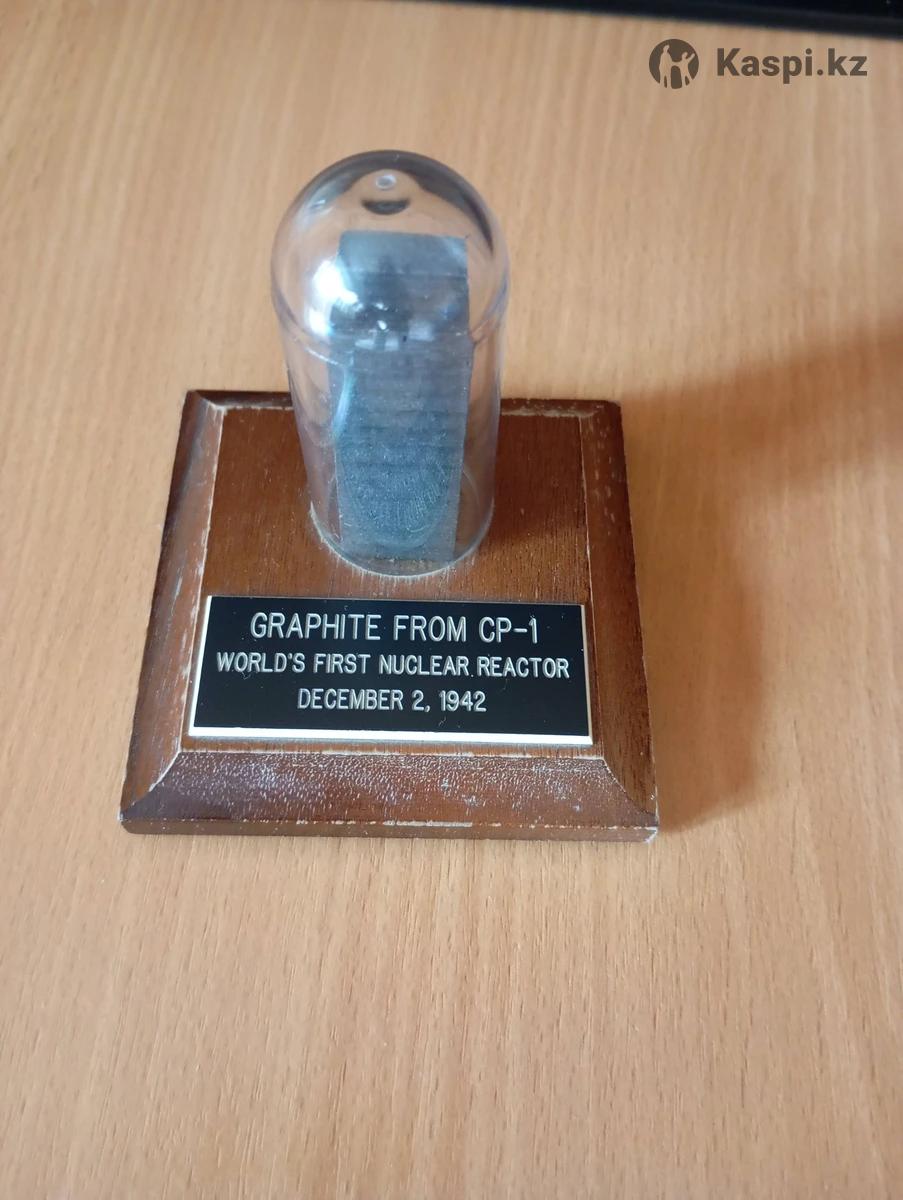 Kaspi.kz
GRAPHITE FROM CP-1
WORLD'S FIRST NUCLEAR REACTOR
DECEMBER 2, 1942